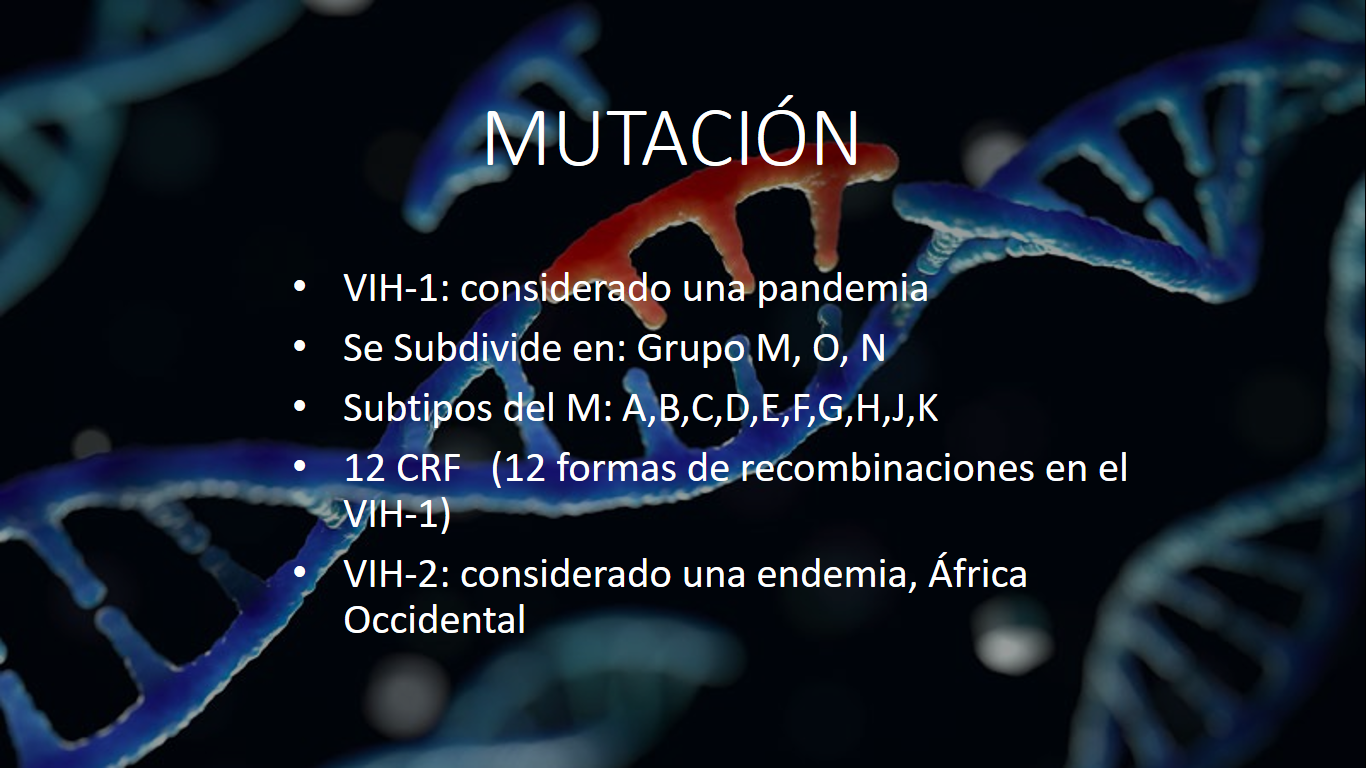 MUTACIÓN
• VIH-1: considerado una pandemia
• Se Subdivide en: Grupo M, O, N
• Subtipos del M: A,B,C,D,E,F,G,H,J,K
• 12 CRF   (12 formas de recombinaciones en el
VIH-1)
• VIH-2: considerado una endemia, África
Occidental